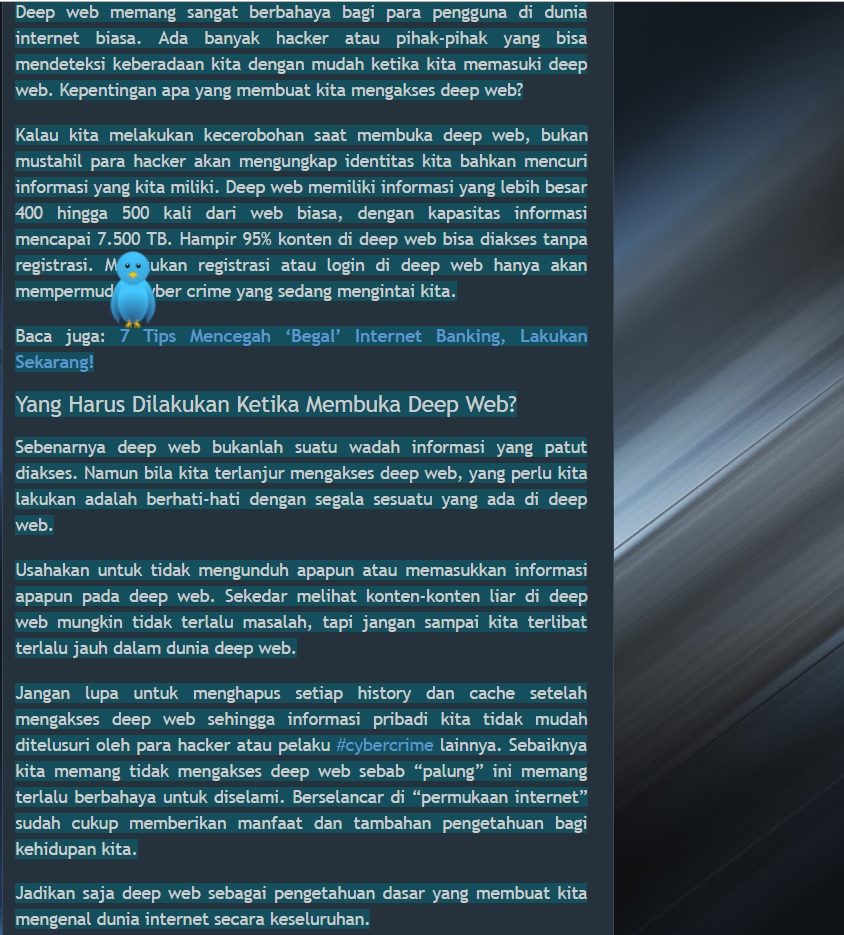 Deep web memang sangat berbahaya bagi para pengguna di dunia
internet biasa. Ada banyak hacker atau pihak-pihak yang bisa
mendeteksi keberadaan kita dengan mudah ketika kita memasuki deep
web. Kepentingan apa yang membuat kita mengakses deep web?
Kalau kita melakukan kecerobohan saat membuka deep web, bukan
mustahil para hacker akan mengungkap identitas kita bahkan mencuri
informasi yang kita miliki. Deep web memiliki informasi yang lebih besar
400 hingga 500 kali dari web biasa, dengan kapasitas informasi
mencapai 7.500 TB. Hampir 95% konten di deep web bisa diakses tanpa
registrasi. registrasi atau login di deep web hanya akan
crime yang sedang mengintai kita.
Baca juga: 7 Tips Mencegah ‘Begal’ Internet Banking, Lakukan
Sekarang!
Yang Harus Dilakukan Ketika Membuka Deep Web?
Sebenarnya deep web bukanlah suatu wadah informasi yang patut
diakses. Namun bila kita terlanjur mengakses deep web, yang perlu kita
lakukan adalah berhati-hati dengan segala sesuatu yang ada di deep
web.
Usahakan untuk tidak mengunduh apapun atau memasukkan informasi
apapun pada deep web. Sekedar melihat konten-konten liar di deep
web mungkin tidak terlalu masalah, tapi jangan sampai kita terlibat
terlalu jauh dalam dunia deep web.
Jangan lupa untuk menghapus setiap history dan cache setelah
mengakses deep web sehingga informasi pribadi kita tidak mudah
ditelusuri oleh para hacker atau pelaku #cybercrime lainnya. Sebaiknya
kita memang tidak mengakses deep web sebab “palung” ini memang
terlalu berbahaya untuk diselami. Berselancar di “permukaan internet”
sudah cukup memberikan manfaat dan tambahan pengetahuan bagi
kehidupan kita.
Jadikan saja deep web sebagai pengetahuan dasar yang membuat kita
mengenal dunia internet secara keseluruhan.